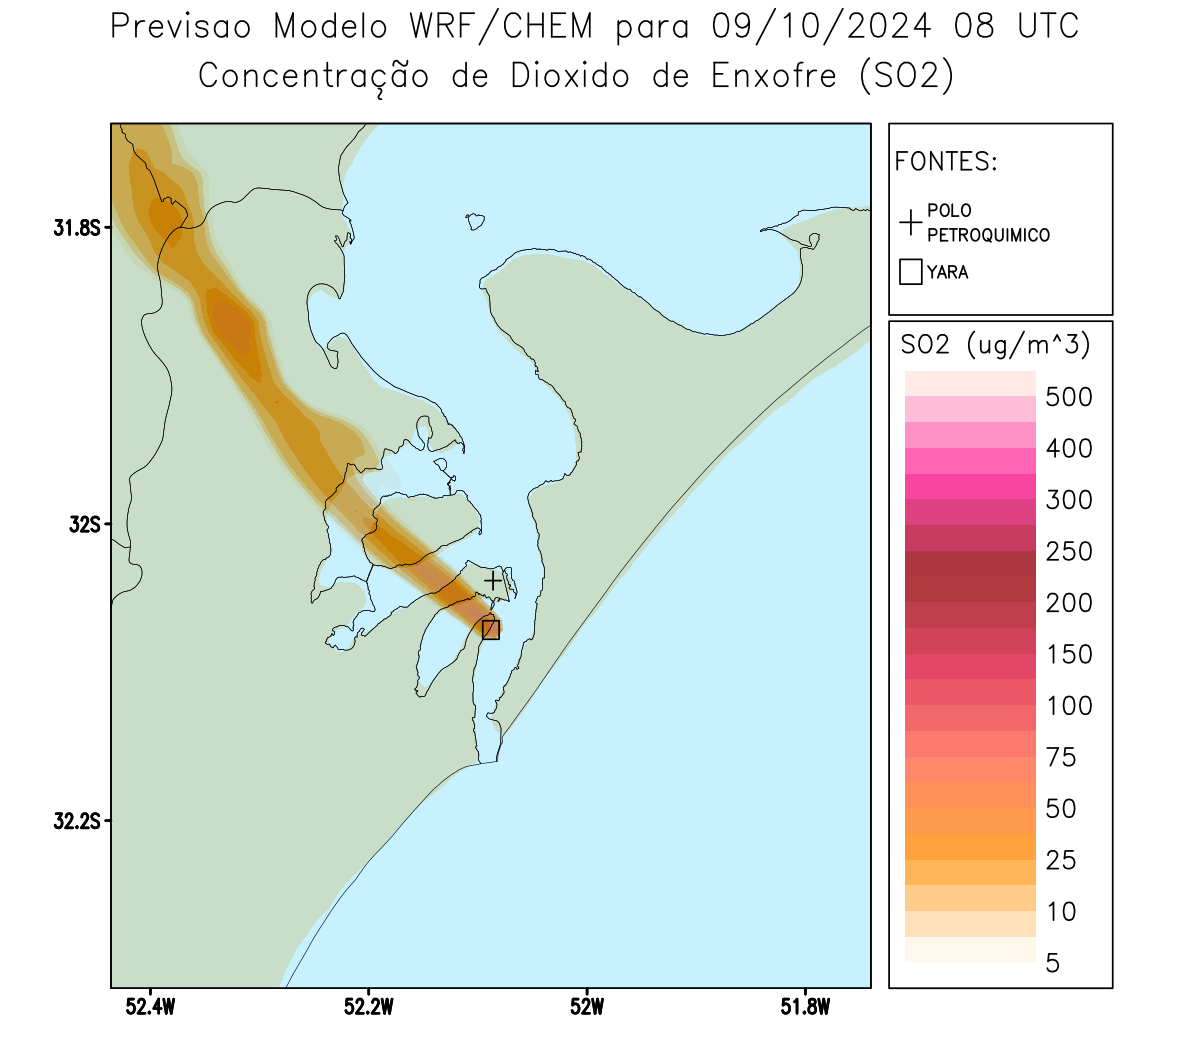 Previsao Modelo WRF/CHEM para 09/10/2024 08 UTC
Concentração de Dioxido de Enxofre (SO2)
FONTES:
POLO
PETROQUIMICO
YARA
SO2 (ug/m^3)
500
400
300
250
200
150
100
75
50
25
10
5
31.8S
32S
32.2S
52.4W
52.2W
52W
51.8W